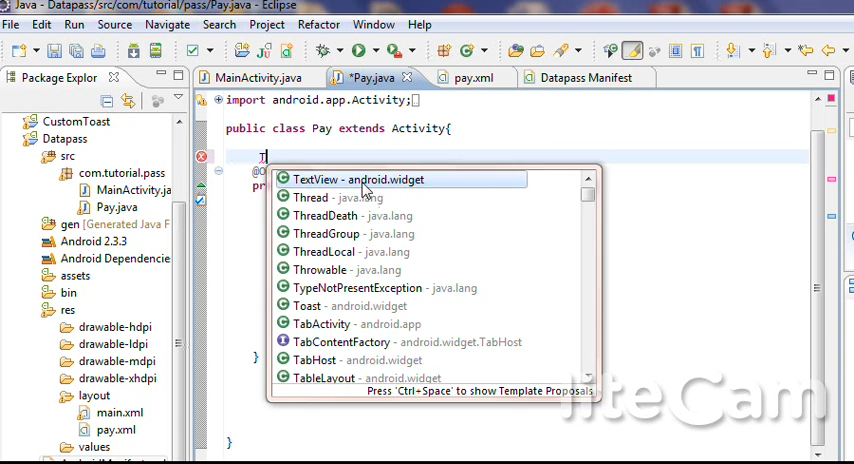 Java - Datapass/src/com/tutorial/pass/Pay.java - Eclipse
File Edit Run Source Navigate Search Project Refactor Window Help
Package Explor
MainActivity.java
*Pay.java
pay.xml
Datapass Manifest
CustomToast
Datapass
src
com.tutorial.pass
MainActivity.ja
Pay.java
gen [Generated Java F
Android 2.3.3
Android Dependencie
assets
bin
res
drawable-hdpi
drawable-ldpi
drawable-mdpi
drawable-xhdpi
layout
main.xml
pay.xml
values
import android.app.Activity;
public class Pay extends Activity{
T
@O
pr
TextView - android.widget
Thread - java.lang
ThreadDeath - java.lang
ThreadGroup - java.lang
ThreadLocal - java.lang
Throwable - java.lang
TypeNotPresentException - java.lang
Toast - android.widget
TabActivity - android.app
TabContentFactory - android.widget.TabHost
TabHost - android.widget
TableLayout - android.widget
Press 'Ctrl+Space' to show Template Proposals
}
}
liteCam